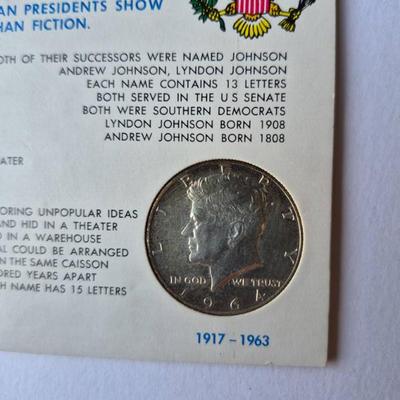 AN PRESIDENTS SHOW
HAN FICTION.
OTH OF THEIR SUCCESSORS WERE NAMED JOHNSON
ANDREW JOHNSON, LYNDON JOHNSON
EACH NAME CONTAINS 13 LETTERS
BOTH SERVED IN THE U S SENATE
BOTH WERE SOUTHERN DEMOCRATS
LYNDON JOHNSON BORN 1908
ANDREW JOHNSON BORN 1808
ATER
ORING UNPOPULAR IDEAS
AND HID IN A THEATER
D IN A WAREHOUSE
AL COULD BE ARRANGED
N THE SAME CAISSON
DRED YEARS APART
H NAME HAS 15 LETTERS
LIBERTY
IN GOD WE TRUST
1964
1917-1963